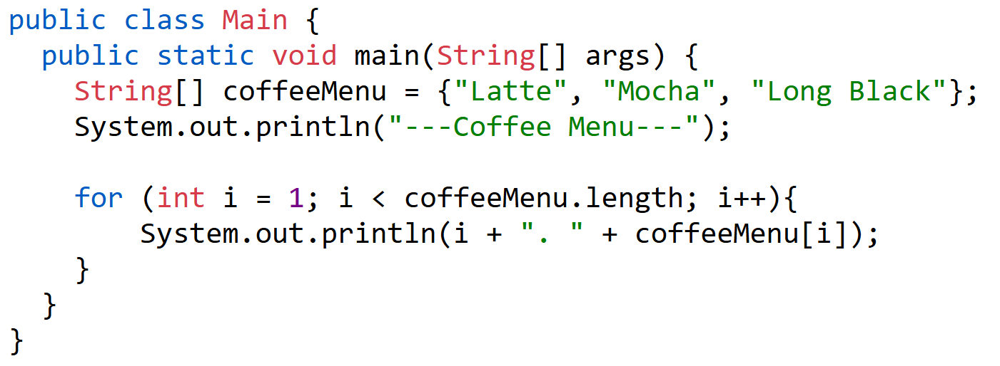 public class Main {
  public static void main(String[] args) {
    String[] coffeeMenu = {"Latte", "Mocha", "Long Black"};
    System.out.println("---Coffee Menu---");

    for (int i = 1; i < coffeeMenu.length; i++){
        System.out.println(i + ". " + coffeeMenu[i]);
    }
  }
}